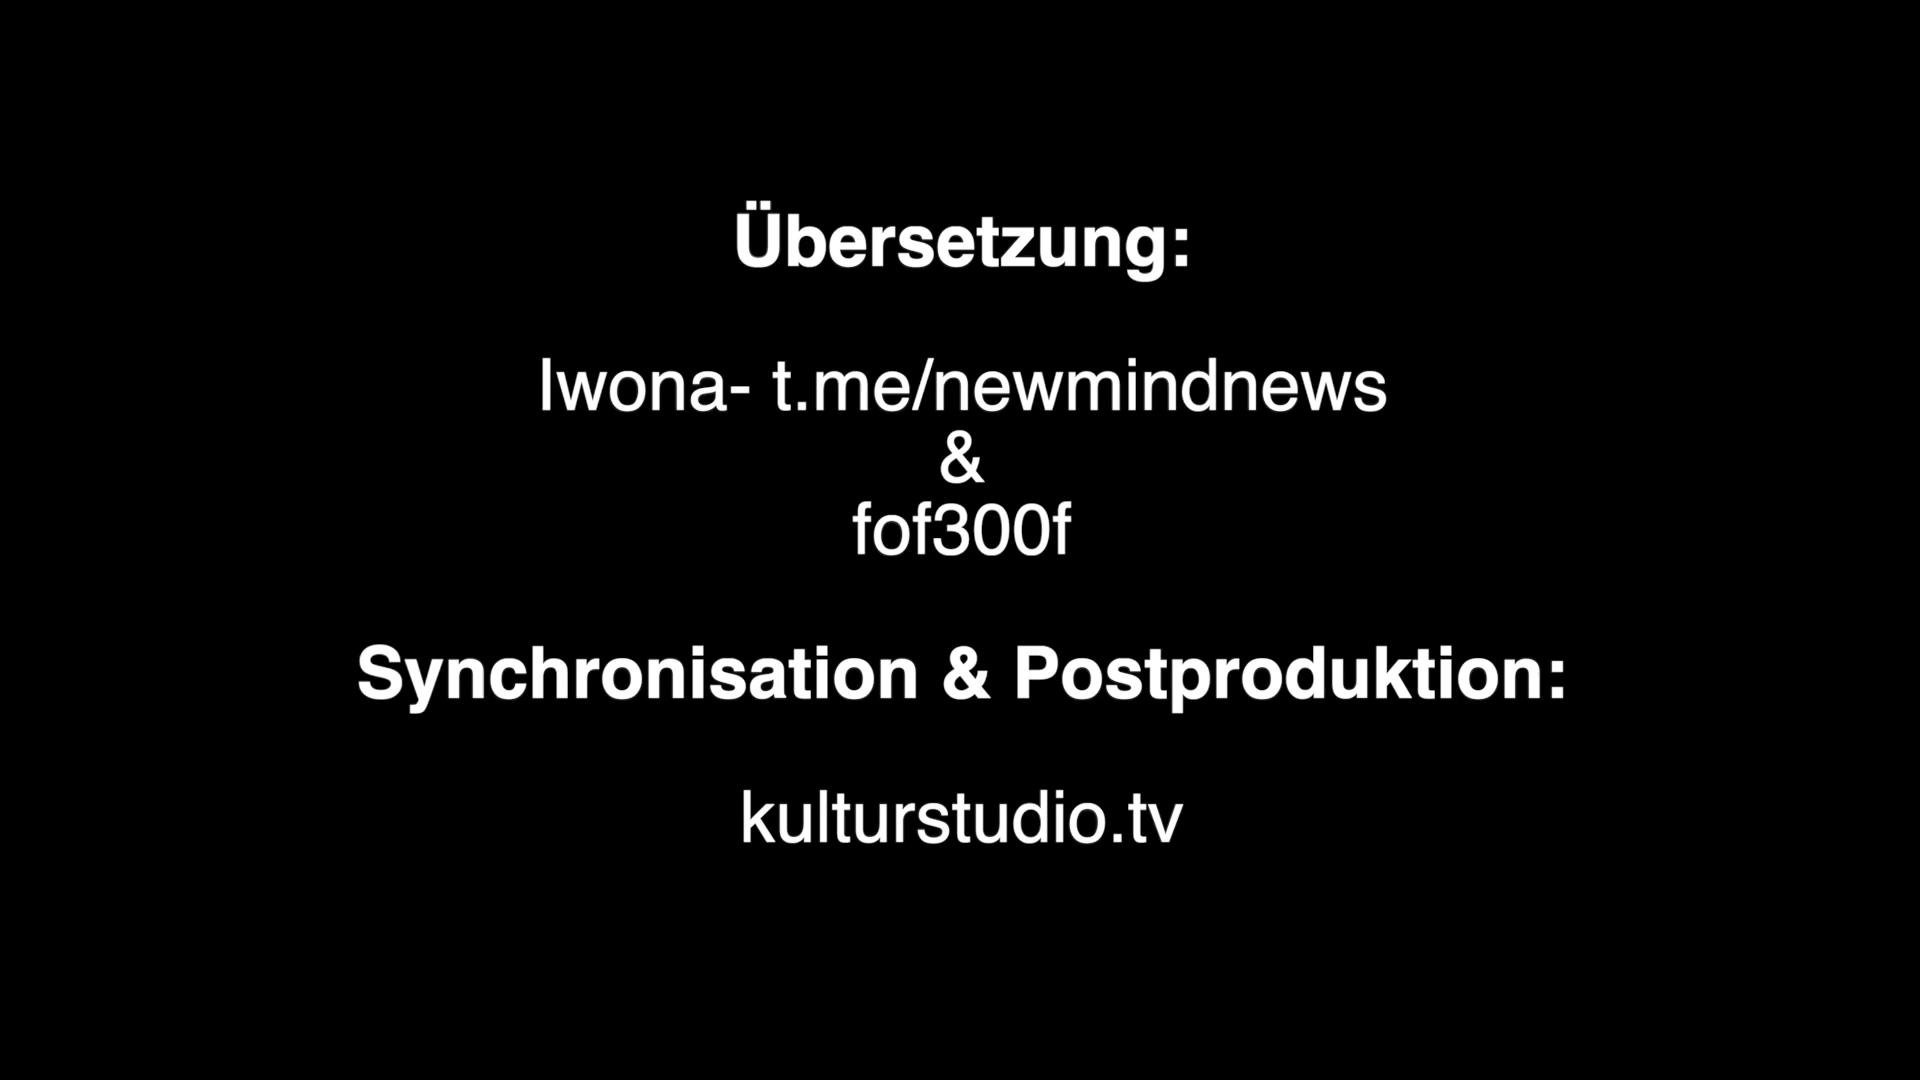 Übersetzung:
Iwona- t.me/newmindnews
&
fof300f
Synchronisation & Postproduktion:
kulturstudio.tv